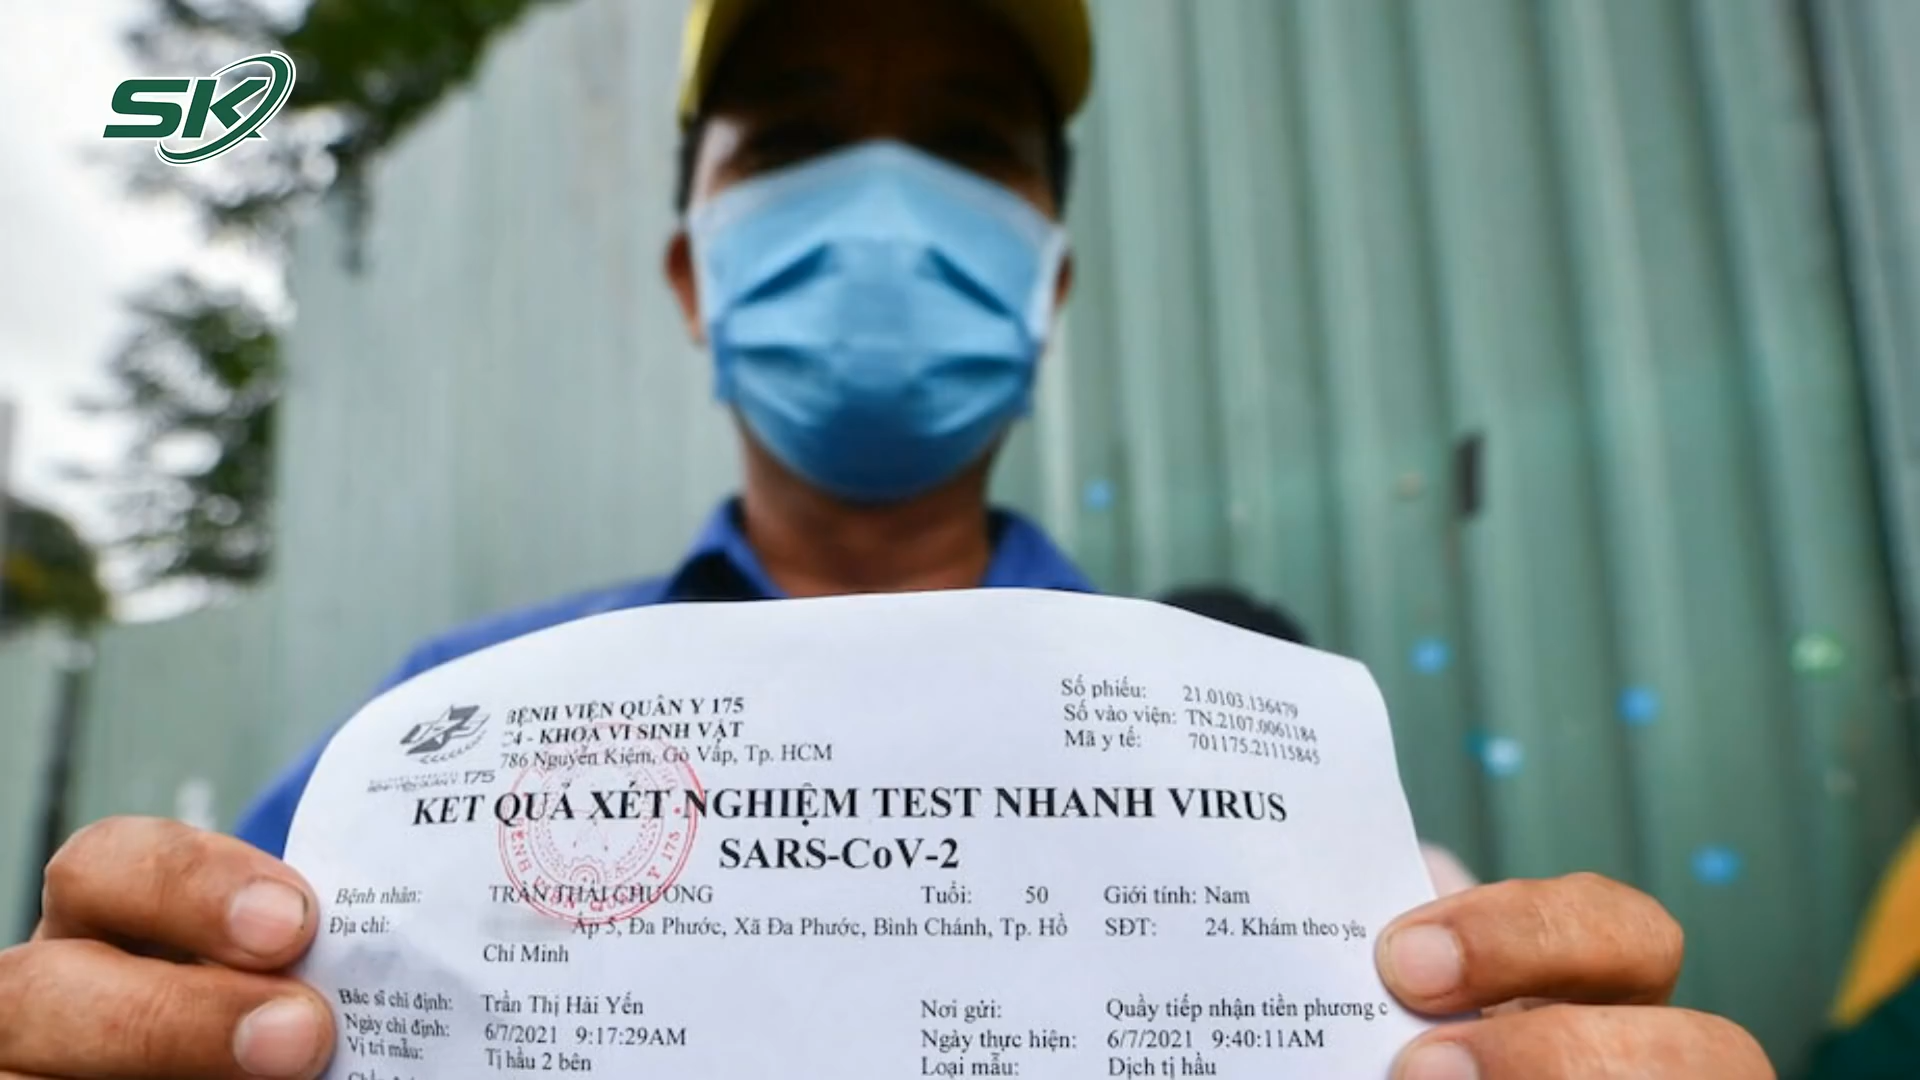 SK
BỆNH VIỆN QUÂN Y 175
C4 - KHOA VI SINH VẬT
786 Nguyễn Kiệm, Gò Vấp, Tp. HCM
BỆNH VIỆN QUÂN Y 175
Số phiếu: 21.0103.136479
Số vào viện: TN.2107.0061184
Mã y tế: 701175.21115845
KẾT QUẢ XÉT NGHIỆM TEST NHANH VIRUS
SARS-CoV-2
Bệnh nhân: TRẦN THÁI CHƯƠNG Tuổi: 50 Giới tính: Nam
Địa chỉ: Ấp 5, Đa Phước, Xã Đa Phước, Bình Chánh, Tp. Hồ SĐT: 24. Khám theo yêu
Chí Minh
Bác sĩ chỉ định: Trần Thị Hải Yến Nơi gửi: Quầy tiếp nhận tiền phương c
Ngày chỉ định: 6/7/2021 9:17:29AM Ngày thực hiện: 6/7/2021 9:40:11AM
Vị trí mẫu: Tị hầu 2 bên Loại mẫu: Dịch tị hầu